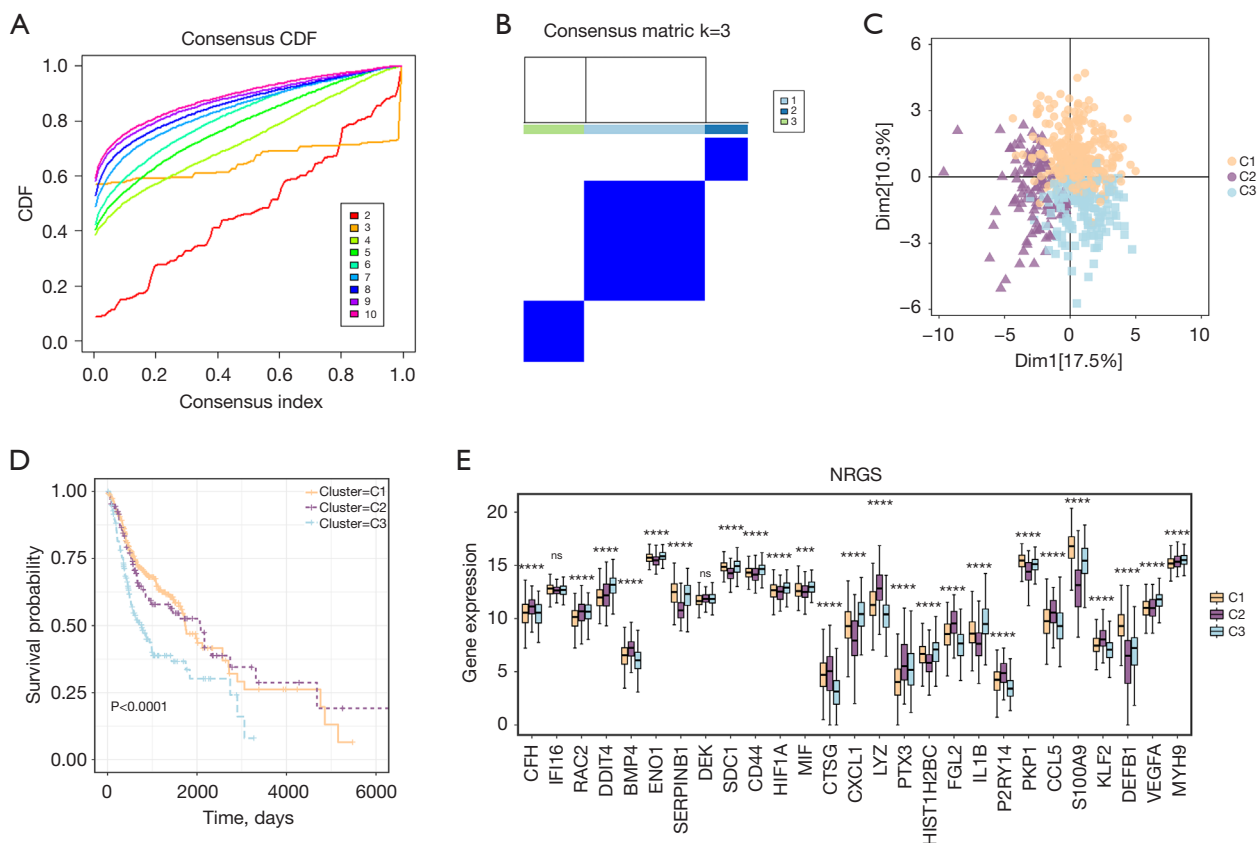 A
Consensus CDF
CDF
1.0
0.8
0.6
0.4
0.2
0.0
2
3
4
5
6
7
8
9
10
0.0 0.2 0.4 0.6 0.8 1.0
Consensus index
B
Consensus matric k=3
1
2
3
C
Dim2[10.3%]
6
3
0
−3
−6
C1
C2
C3
−10 −5 0 5 10
Dim1[17.5%]
D
Survival probability
1.00
0.75
0.50
0.25
0.00
Cluster=C1
Cluster=C2
Cluster=C3
P<0.0001
0 2000 4000 6000
Time, days
E
NRGS
Gene expression
20
15
10
5
0
**** ns **** **** **** **** **** ns **** **** **** *** **** **** **** **** **** **** **** **** **** **** **** **** **** **** ****
C1
C2
C3
CFH
IFI16
RAC2
DDIT4
BMP4
ENO1
SERPINB1
DEK
SDC1
CD44
HIF1A
MIF
CTSG
CXCL1
LYZ
PTX3
HIST1H2BC
FGL2
IL1B
P2RY14
PKP1
CCL5
S100A9
KLF2
DEFB1
VEGFA
MYH9